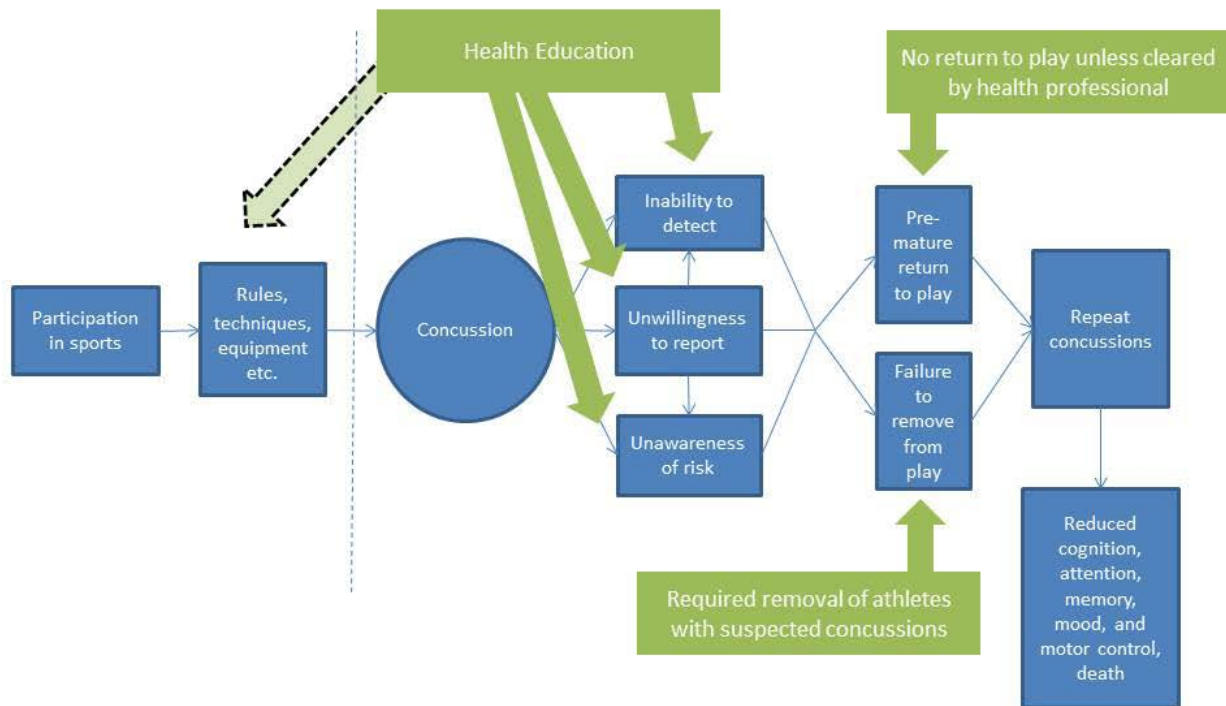 Health Education
No return to play unless cleared
by health professional
Participation
in sports
Rules,
techniques,
equipment
etc.
Concussion
Inability to
detect
Unwillingness
to report
Unawareness
of risk
Pre-
mature
return
to play
Failure
to
remove
from
play
Repeat
concussions
Required removal of athletes
with suspected concussions
Reduced
cognition,
attention,
memory,
mood, and
motor control,
death